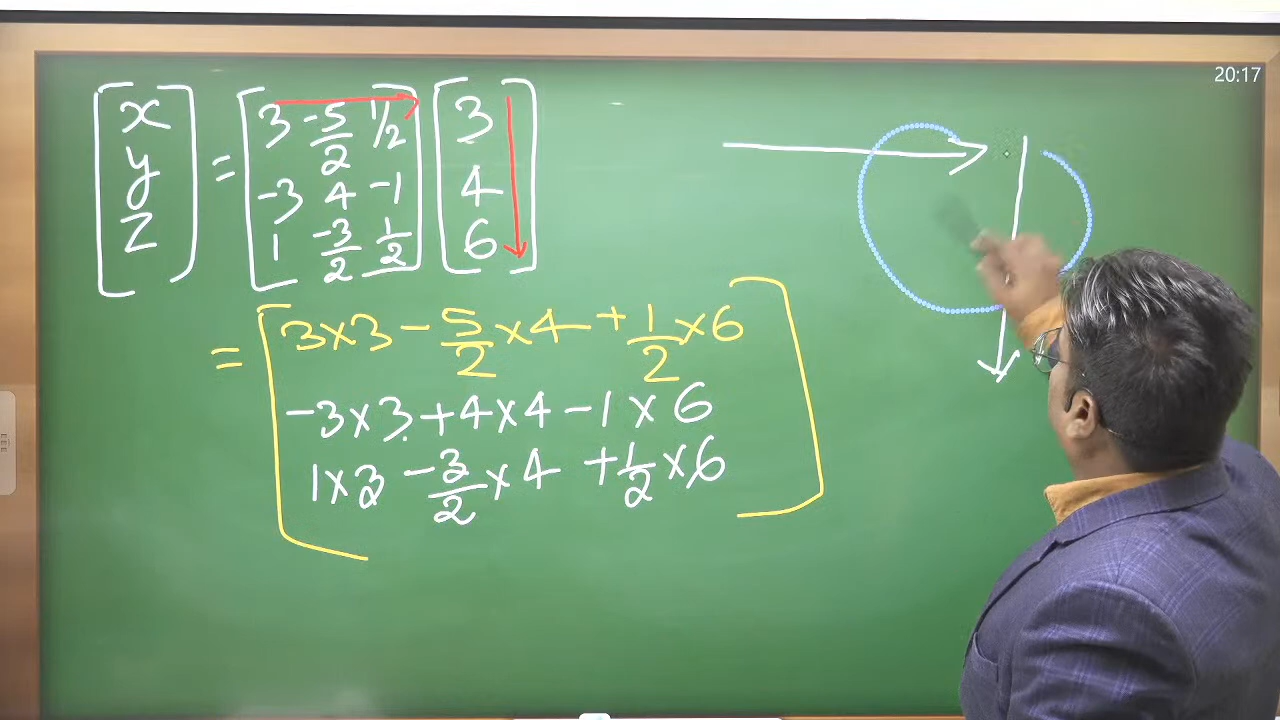 20:17
[x y z] = [3 -5/2 1/2; -3 4 -1; 1 -3/2 1/2] [3 4 6]
= [3×3 - 5/2 ×4 + 1/2 ×6
-3×3 +4×4 -1×6
1×3 - 3/2 ×4 + 1/2 ×6]